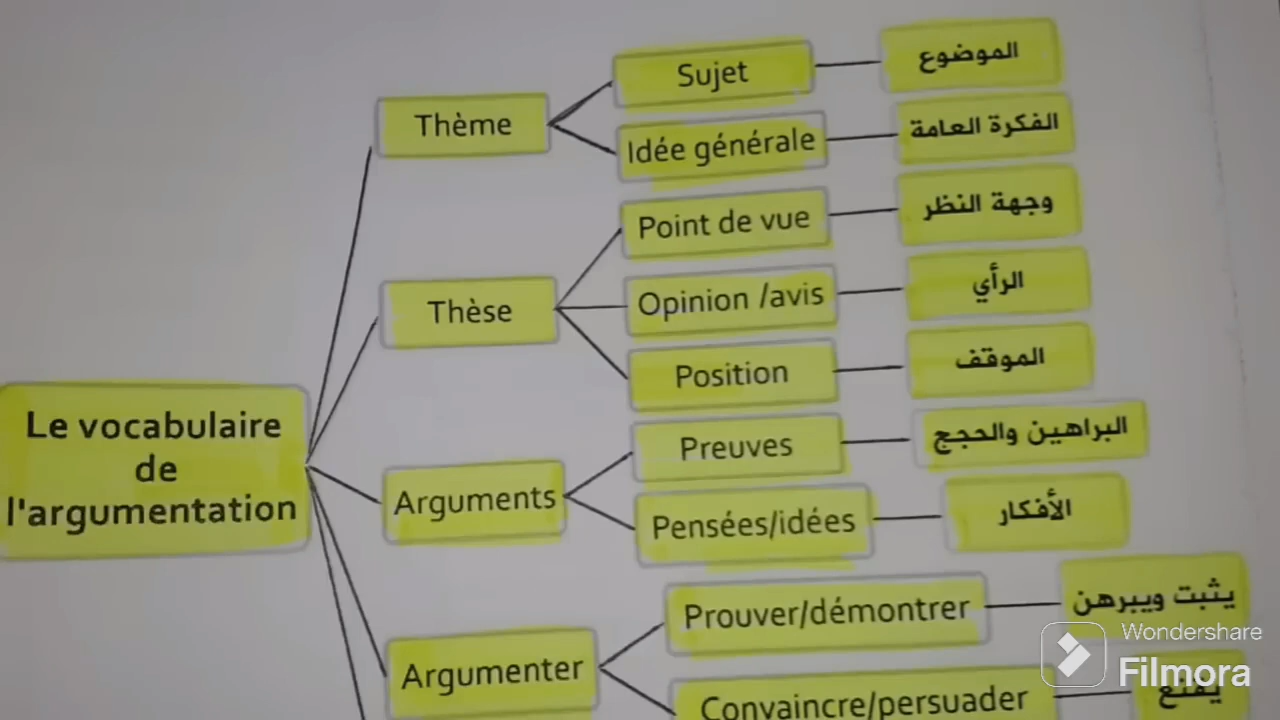 Le vocabulaire
de
l'argumentation
Thème
Sujet
الموضوع
Idée générale
الفكرة العامة
Thèse
Point de vue
وجهة النظر
Opinion /avis
الرأي
Position
الموقف
Arguments
Preuves
البراهين والحجج
Pensées/idées
الأفكار
Argumenter
Prouver/démontrer
يثبت ويبرهن
Convaincre/persuader
يقنع
Wondershare
Filmora